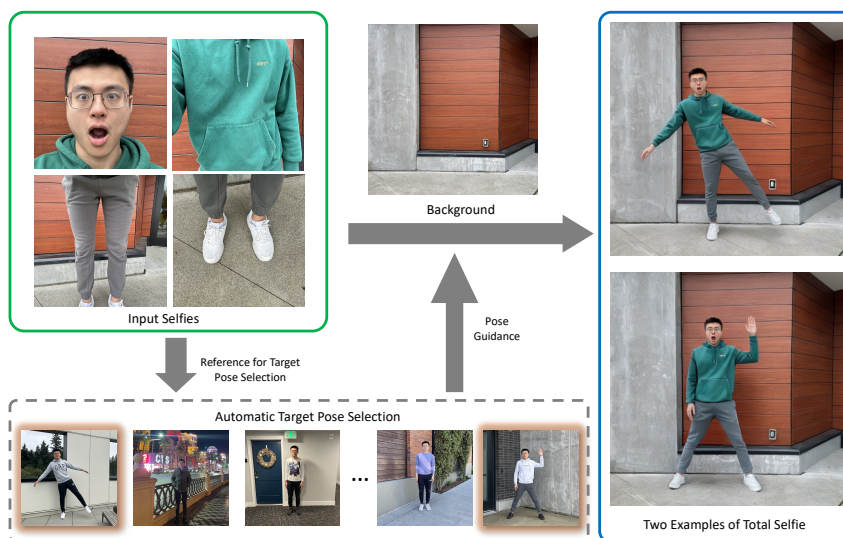 Input Selfies
Background
Pose
Guidance
Reference for Target
Pose Selection
Automatic Target Pose Selection
...
Two Examples of Total Selfie